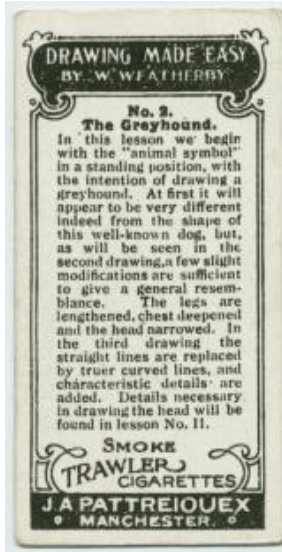 DRAWING MADE EASY
BY W. WEATHERBY
No. 2.
The Greyhound.
In this lesson we begin
with the "animal symbol"
in a standing position, with
the intention of drawing a
greyhound. At first it will
appear to be very different
indeed from the shape of
this well-known dog, but,
as will be seen in the
second drawing, a few slight
modifications are sufficient
to give a general resem-
blance. The legs are
lengthened, chest deepened
and the head narrowed. In
the third drawing the
straight lines are replaced
by truer curved lines, and
characteristic details are
added. Details necessary
in drawing the head will be
found in lesson No. 11.
SMOKE
TRAWLER
CIGARETTES
J. A. PATTREIOUEX
MANCHESTER.